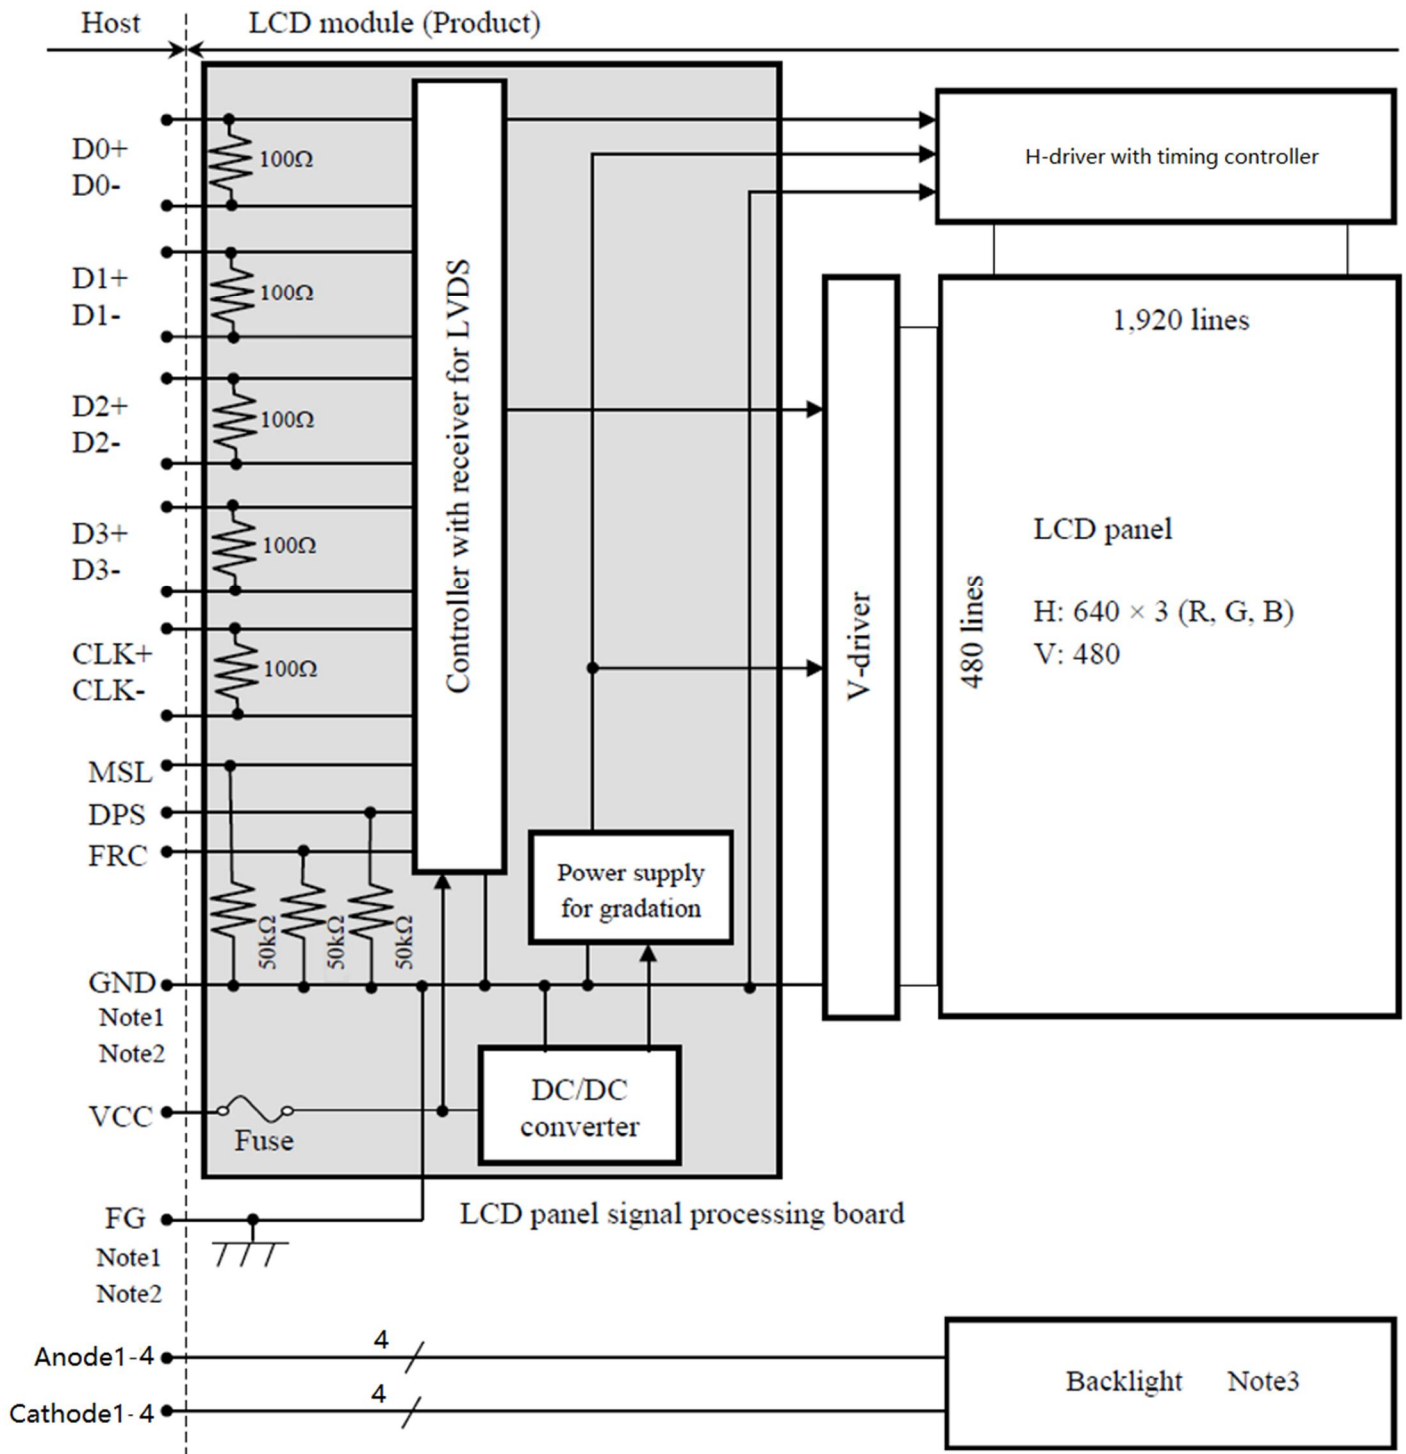 Host
LCD module (Product)
D0+
D0-
100Ω
H-driver with timing controller
D1+
D1-
100Ω
D2+
D2-
100Ω
D3+
D3-
100Ω
CLK+
CLK-
100Ω
Controller with receiver for LVDS
1,920 lines
480 lines
LCD panel
H: 640 × 3 (R, G, B)
V: 480
V-driver
MSL
DPS
FRC
50kΩ
50kΩ
50kΩ
Power supply
for gradation
GND
Note1
Note2
VCC
Fuse
DC/DC
converter
FG
Note1
Note2
LCD panel signal processing board
Anode1-4
4
Cathode1-4
4
Backlight Note3